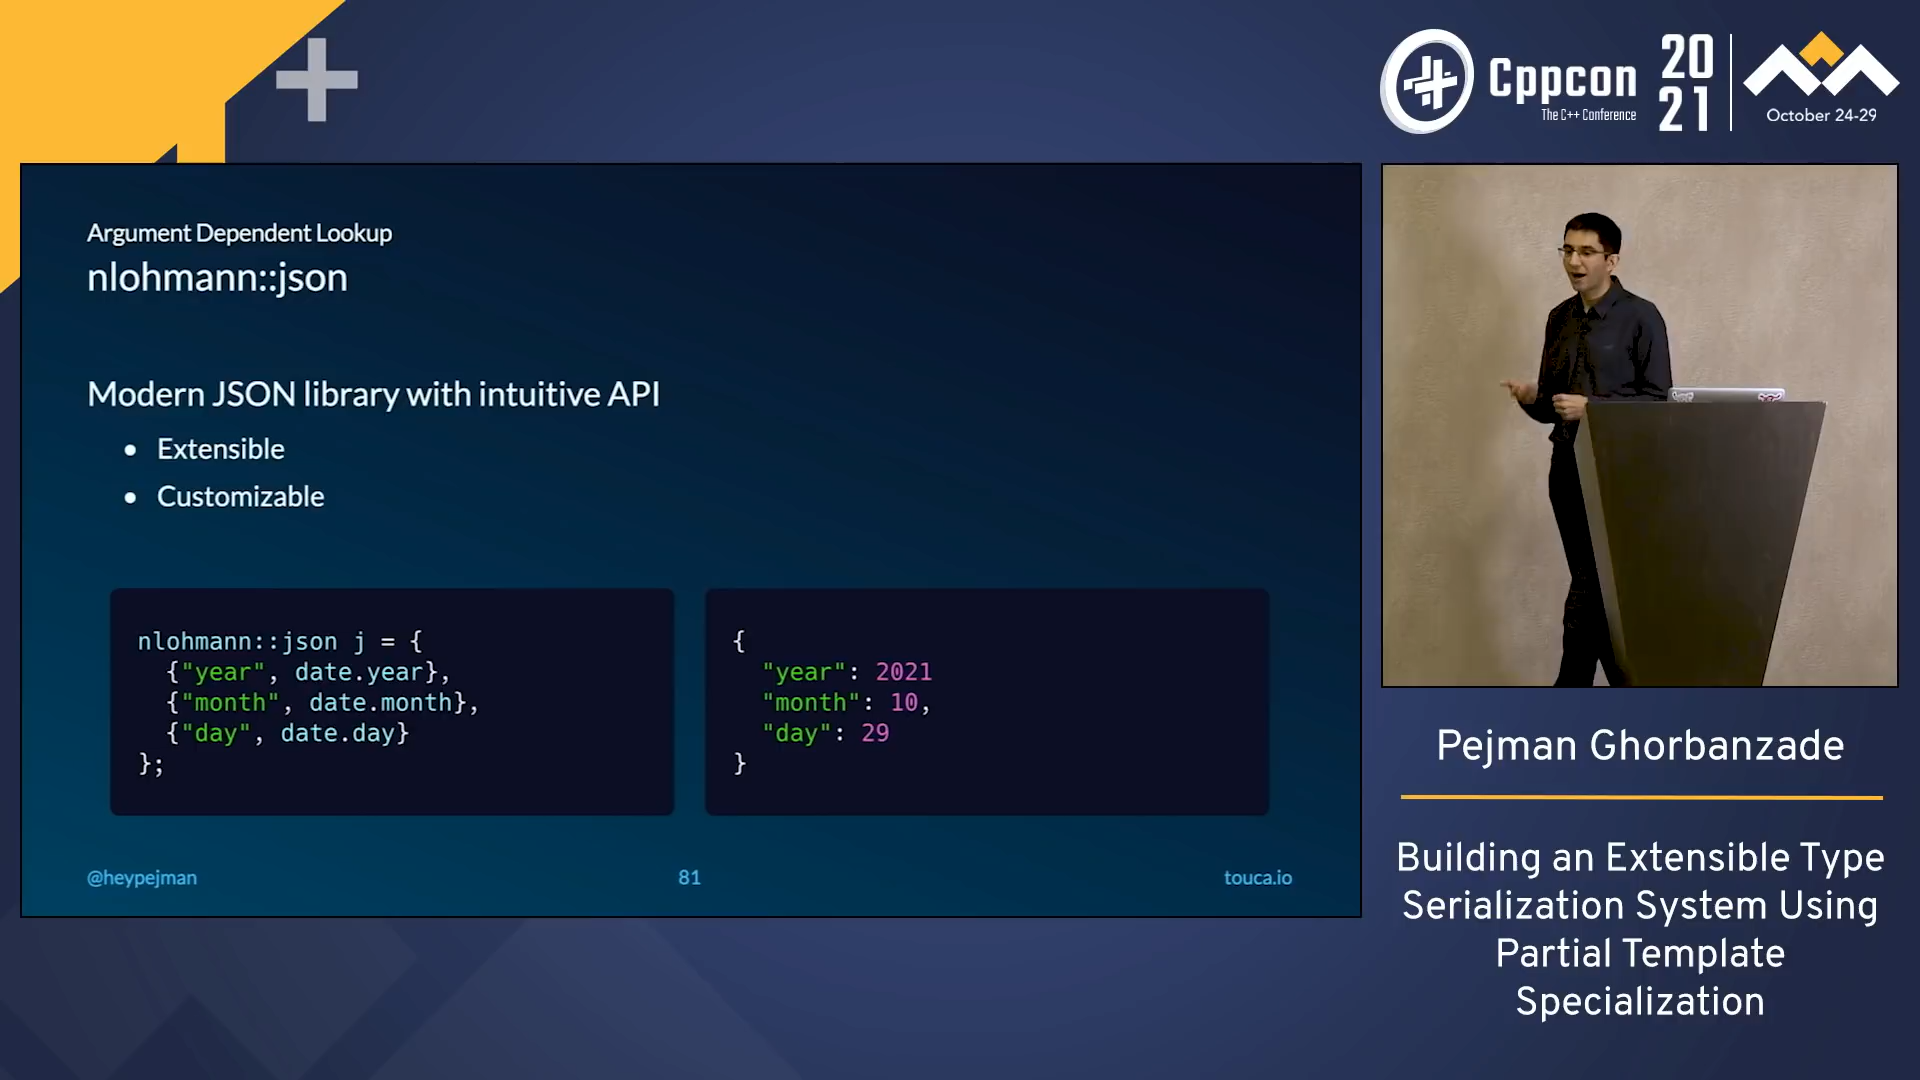 Cppcon
The C++ Conference
20
21
October 24-29
Argument Dependent Lookup
nlohmann::json
Modern JSON library with intuitive API
• Extensible
• Customizable
nlohmann::json j = {
{"year", date.year},
{"month", date.month},
{"day", date.day}
};
{
"year": 2021
"month": 10,
"day": 29
}
@heypejman
81
touca.io
Pejman Ghorbanzade
Building an Extensible Type
Serialization System Using
Partial Template
Specialization